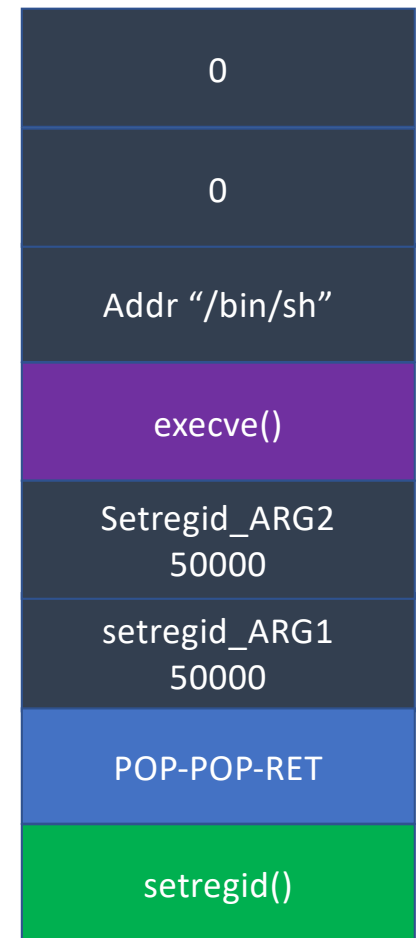 0
0
Addr “/bin/sh”
execve()
Setregid_ARG2
50000
setregid_ARG1
50000
POP-POP-RET
setregid()